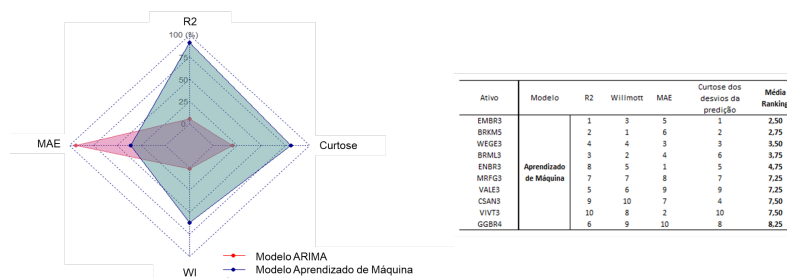 R2
100 (%)
75
50
25
0
MAE
Curtose
WI
Modelo ARIMA
Modelo Aprendizado de Máquina
Ativo Modelo R2 Willmott MAE Curtose dos desvios da predição Média Ranking
EMBR3 1 3 5 1 2,50
BRKM5 2 1 6 2 2,75
WEGE3 4 4 3 3 3,50
BRML3 3 2 4 6 3,75
ENBR3 Aprendizado 8 5 1 5 4,75
MRFG3 de Máquina 7 7 8 7 7,25
VALE3 5 6 9 9 7,25
CSAN3 9 10 7 4 7,50
VIVT3 10 8 2 10 7,50
GGBR4 6 9 10 8 8,25